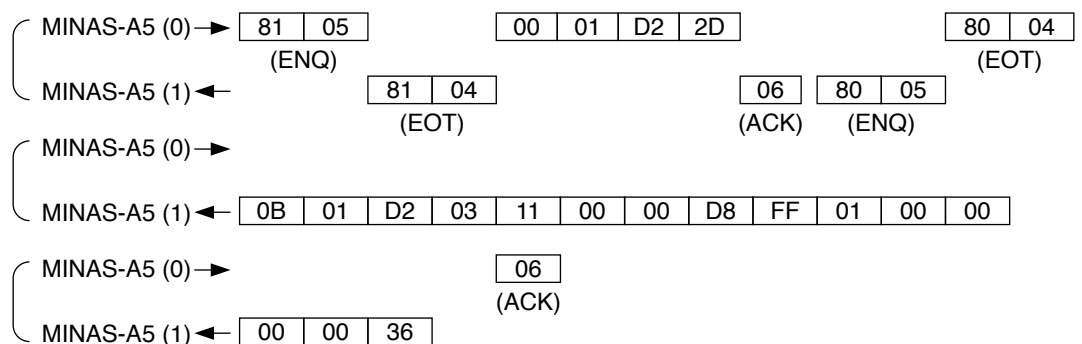 MINAS-A5 (0) 81 05 00 01 D2 2D 80 04
(ENQ) (EOT)
MINAS-A5 (1) 81 04 06 80 05
(EOT) (ACK) (ENQ)
MINAS-A5 (0)
MINAS-A5 (1) 0B 01 D2 03 11 00 00 D8 FF 01 00 00
MINAS-A5 (0) 06
(ACK)
MINAS-A5 (1) 00 00 36